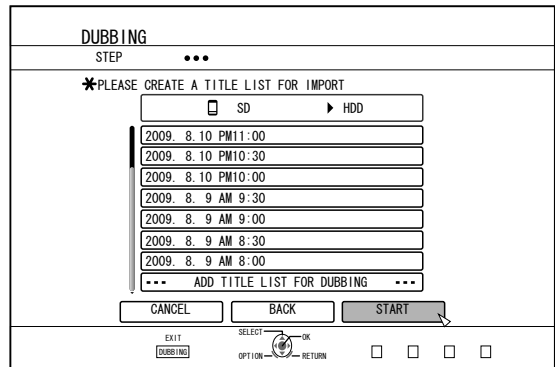 DUBBING
STEP •••
*PLEASE CREATE A TITLE LIST FOR IMPORT
SD ▶ HDD
2009. 8.10 PM11:00
2009. 8.10 PM10:30
2009. 8.10 PM10:00
2009. 8. 9 AM 9:30
2009. 8. 9 AM 9:00
2009. 8. 9 AM 8:30
2009. 8. 9 AM 8:00
--- ADD TITLE LIST FOR DUBBING ---
CANCEL BACK START
EXIT SELECT OK
DUBBING OPTION RETURN